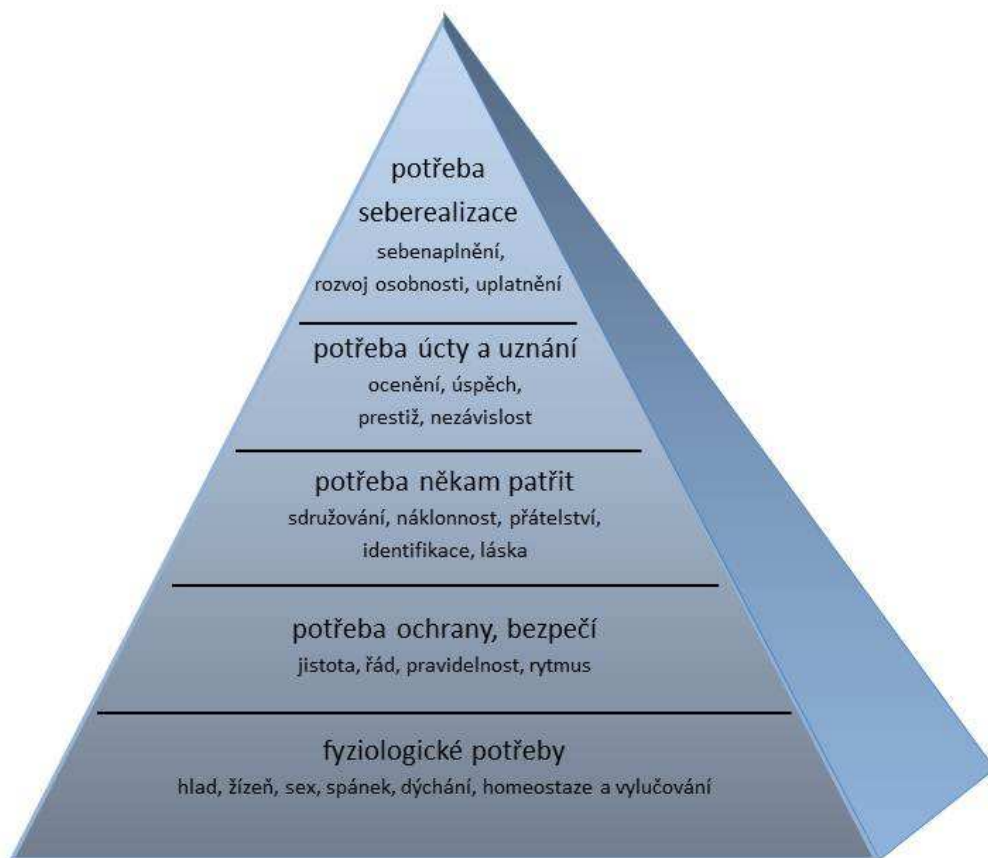 potřeba
seberealizace
sebenaplnění,
rozvoj osobnosti, uplatnění
potřeba úcty a uznání
ocenění, úspěch,
prestiž, nezávislost
potřeba někam patřit
sdružování, náklonnost, přátelství,
identifikace, láska
potřeba ochrany, bezpečí
jistota, řád, pravidelnost, rytmus
fyziologické potřeby
hlad, žízeň, sex, spánek, dýchání, homeostaze a vylučování